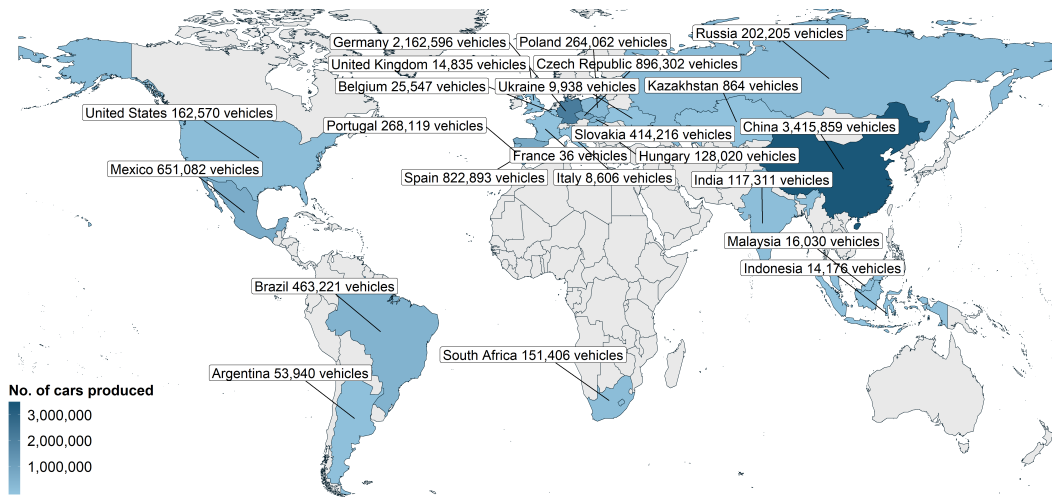 Germany 2,162,596 vehicles
Poland 264,062 vehicles
Russia 202,205 vehicles
United Kingdom 14,835 vehicles
Czech Republic 896,302 vehicles
Belgium 25,547 vehicles
Ukraine 9,938 vehicles
Kazakhstan 864 vehicles
United States 162,570 vehicles
Portugal 268,119 vehicles
Slovakia 414,216 vehicles
China 3,415,859 vehicles
France 36 vehicles
Hungary 128,020 vehicles
Mexico 651,082 vehicles
Spain 822,893 vehicles
Italy 8,606 vehicles
India 117,311 vehicles
Malaysia 16,030 vehicles
Indonesia 14,176 vehicles
Brazil 463,221 vehicles
South Africa 151,406 vehicles
Argentina 53,940 vehicles
No. of cars produced
3,000,000
2,000,000
1,000,000